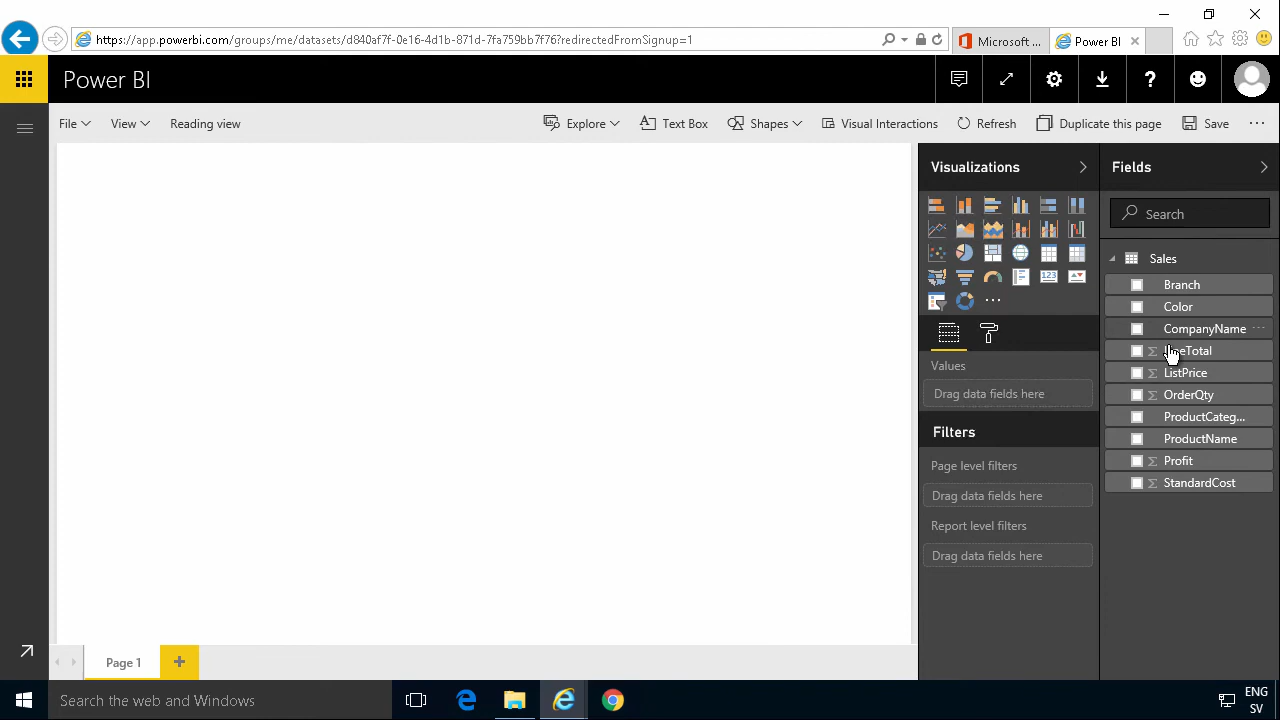 https://app.powerbi.com/groups/me/datasets/d840af7f-0e16-4d1b-871d-7fa759bb7f76?redirectedFromSignup=1
Microsoft ...
Power BI
Power BI
File
View
Reading view
Explore
Text Box
Shapes
Visual Interactions
Refresh
Duplicate this page
Save
Visualizations
Fields
Search
Sales
Branch
Color
CompanyName
ListPrice
OrderQty
ProductCateg...
ProductName
Profit
StandardCost
123
Values
Drag data fields here
Filters
Page level filters
Drag data fields here
Report level filters
Drag data fields here
Page 1
Search the web and Windows
ENG
SV